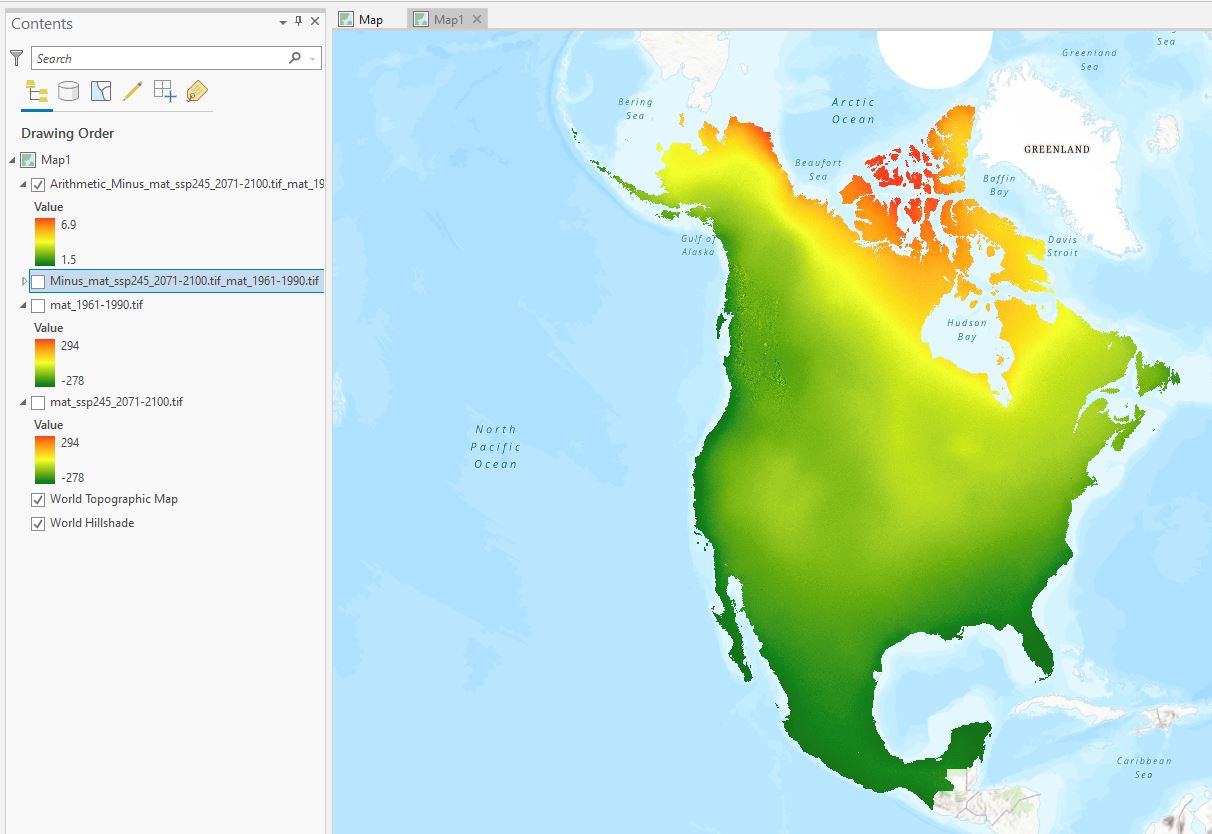 Contents
Map
Map1
Search
Drawing Order
Map1
Arithmetic_Minus_mat_ssp245_2071-2100.tif_mat_19
Value
6.9
1.5
Minus_mat_ssp245_2071-2100.tif_mat_1961-1990.tif
mat_1961-1990.tif
Value
294
-278
mat_ssp245_2071-2100.tif
Value
294
-278
World Topographic Map
World Hillshade
Sea
Greenland
Sea
Bering
Sea
Arctic
Ocean
GREENLAND
Beaufort
Sea
Baffin
Bay
Gulf of
Alaska
Davis
Strait
Hudson
Bay
North
Pacific
Ocean
Caribbean
Sea